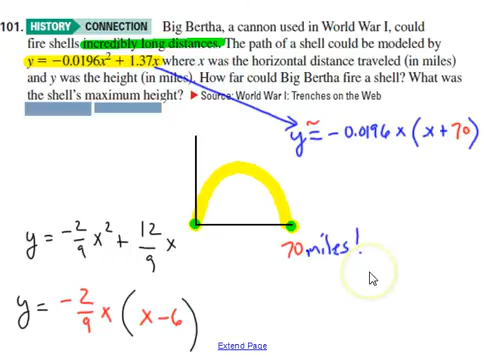 101. HISTORY CONNECTION Big Bertha, a cannon used in World War I, could
fire shells incredibly long distances. The path of a shell could be modeled by
y = −0.0196x² + 1.37x where x was the horizontal distance traveled (in miles)
and y was the height (in miles). How far could Big Bertha fire a shell? What was
the shell's maximum height? ▶ Source: World War I: Trenches on the Web
y ≅ −0.0196 x (x + 70)
70 miles!
y = −2/9 x² + 12/9 x
y = −2/9 x (x − 6)
Extend Page